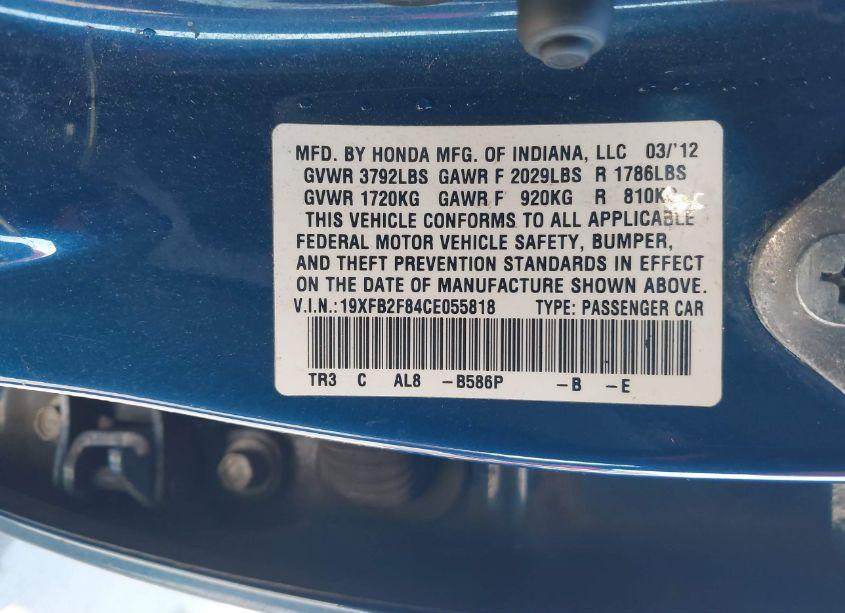 MFD. BY HONDA MFG. OF INDIANA, LLC 03/'12
GVWR 3792LBS GAWR F 2029LBS R 1786LBS
GVWR 1720KG GAWR F 920KG R 810KG
THIS VEHICLE CONFORMS TO ALL APPLICABLE
FEDERAL MOTOR VEHICLE SAFETY, BUMPER,
AND THEFT PREVENTION STANDARDS IN EFFECT
ON THE DATE OF MANUFACTURE SHOWN ABOVE.
V.I.N.:19XFB2F84CE055818 TYPE: PASSENGER CAR
TR3 C AL8 -B586P -B -E